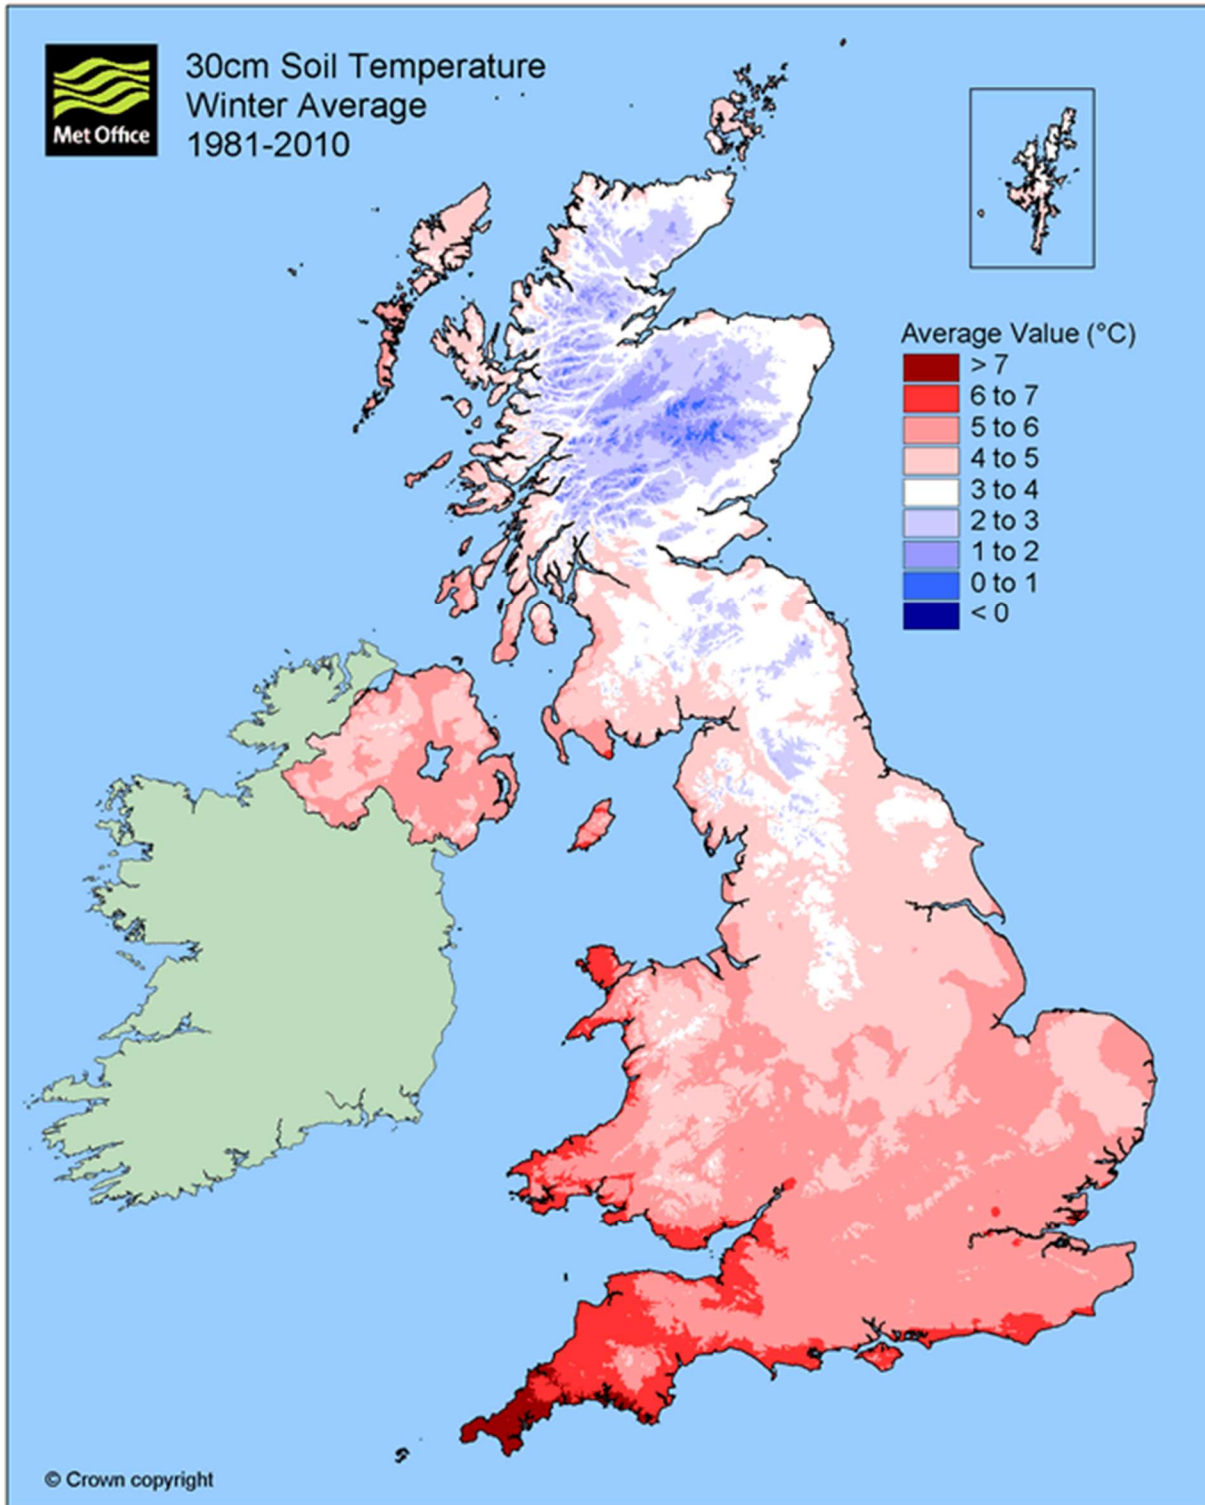 30cm Soil Temperature
Winter Average
1981-2010
Met Office
Average Value (°C)
> 7
6 to 7
5 to 6
4 to 5
3 to 4
2 to 3
1 to 2
0 to 1
< 0
© Crown copyright